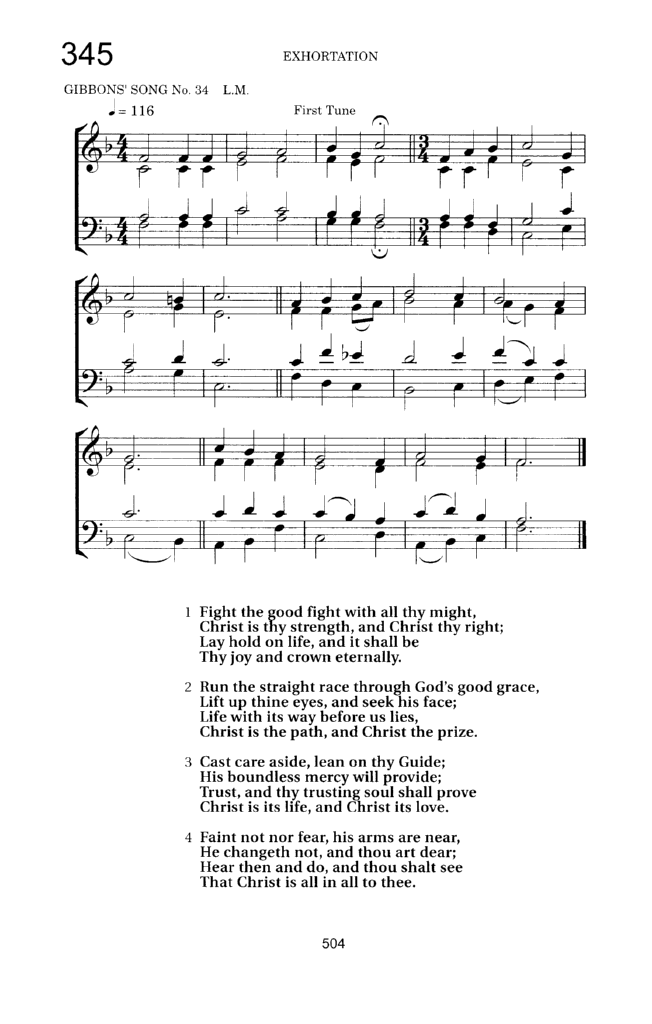 345
EXHORTATION
GIBBONS' SONG No. 34 L.M.
♩ = 116
First Tune
1 Fight the good fight with all thy might,
Christ is thy strength, and Christ thy right;
Lay hold on life, and it shall be
Thy joy and crown eternally.
2 Run the straight race through God's good grace,
Lift up thine eyes, and seek his face;
Life with its way before us lies,
Christ is the path, and Christ the prize.
3 Cast care aside, lean on thy Guide;
His boundless mercy will provide;
Trust, and thy trusting soul shall prove
Christ is its life, and Christ its love.
4 Faint not nor fear, his arms are near,
He changeth not, and thou art dear;
Hear then and do, and thou shalt see
That Christ is all in all to thee.
504